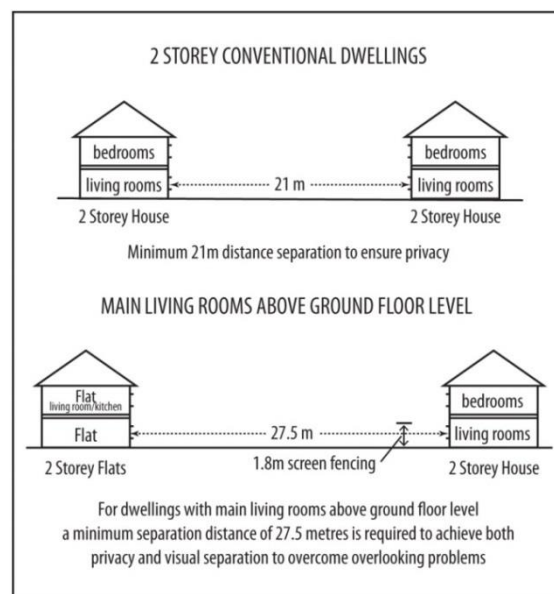 2 STOREY CONVENTIONAL DWELLINGS
bedrooms
bedrooms
living rooms
21 m
living rooms
2 Storey House
2 Storey House
Minimum 21m distance separation to ensure privacy
MAIN LIVING ROOMS ABOVE GROUND FLOOR LEVEL
Flat
living room/kitchen
bedrooms
Flat
27.5 m
living rooms
2 Storey Flats
1.8m screen fencing
2 Storey House
For dwellings with main living rooms above ground floor level
a minimum separation distance of 27.5 metres is required to achieve both
privacy and visual separation to overcome overlooking problems